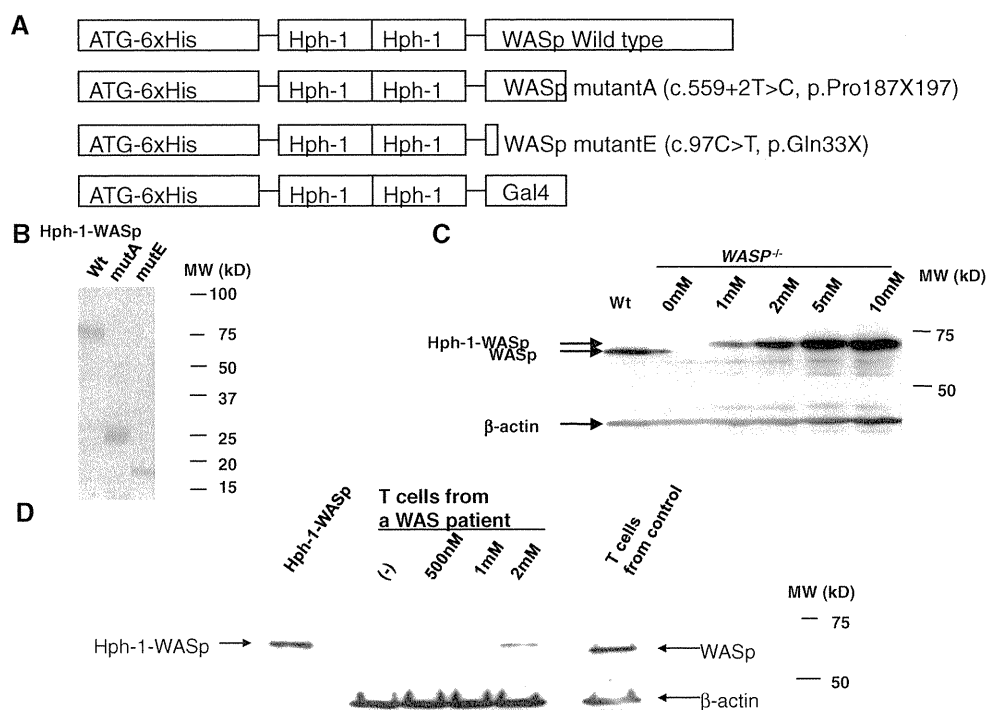 A
ATG-6xHis Hph-1 Hph-1 WASp Wild type
ATG-6xHis Hph-1 Hph-1 WASp mutantA (c.559+2T>C, p.Pro187X197)
ATG-6xHis Hph-1 Hph-1 WASp mutantE (c.97C>T, p.Gln33X)
ATG-6xHis Hph-1 Hph-1 Gal4
B
Hph-1-WASp
Wt mutA mutE
MW (kD)
100
75
50
37
25
20
15
C
WASP-/-
Wt 0mM 1mM 2mM 5mM 10mM
MW (kD)
Hph-1-WASp
WASp
β-actin
75
50
D
Hph-1-WASp
T cells from
a WAS patient
(-) 500nM 1mM 2mM
T cells
from control
MW (kD)
Hph-1-WASp
WASp
β-actin
75
50